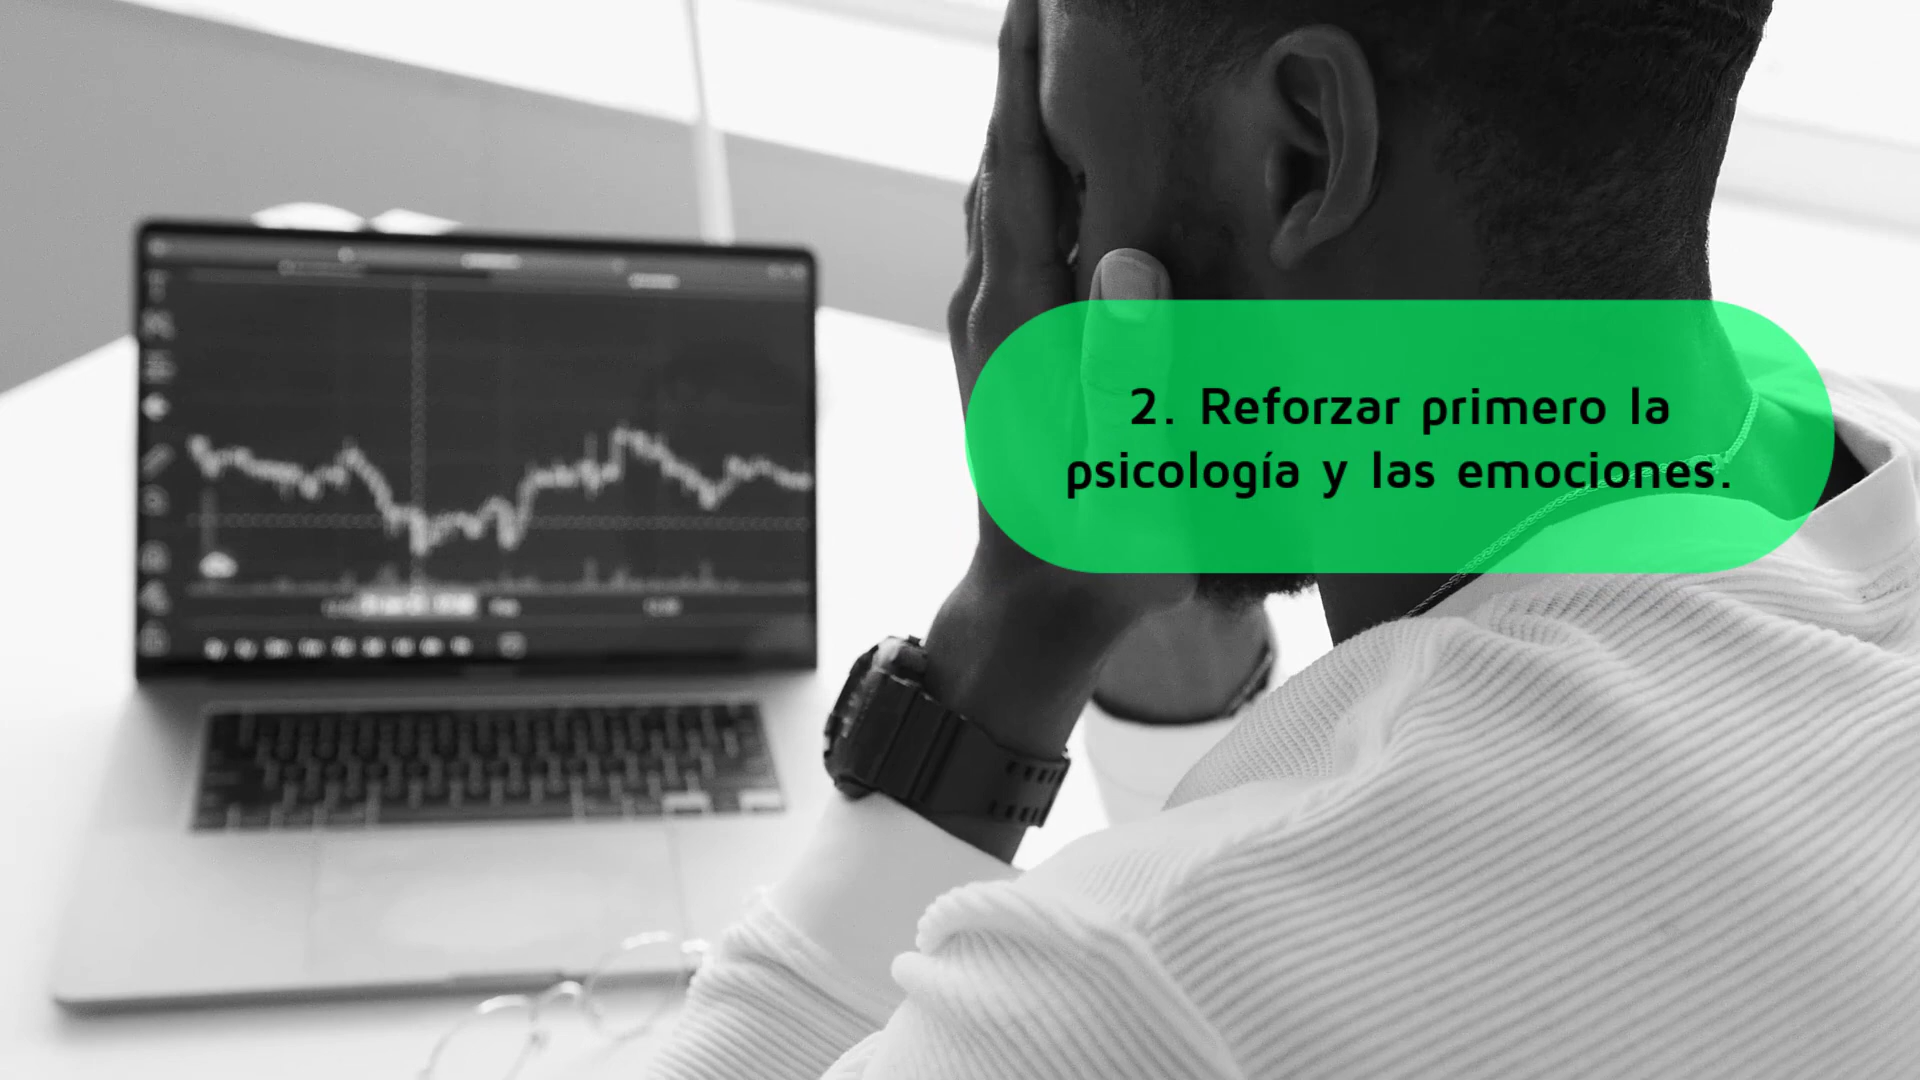 2. Reforzar primero la
psicología y las emociones.